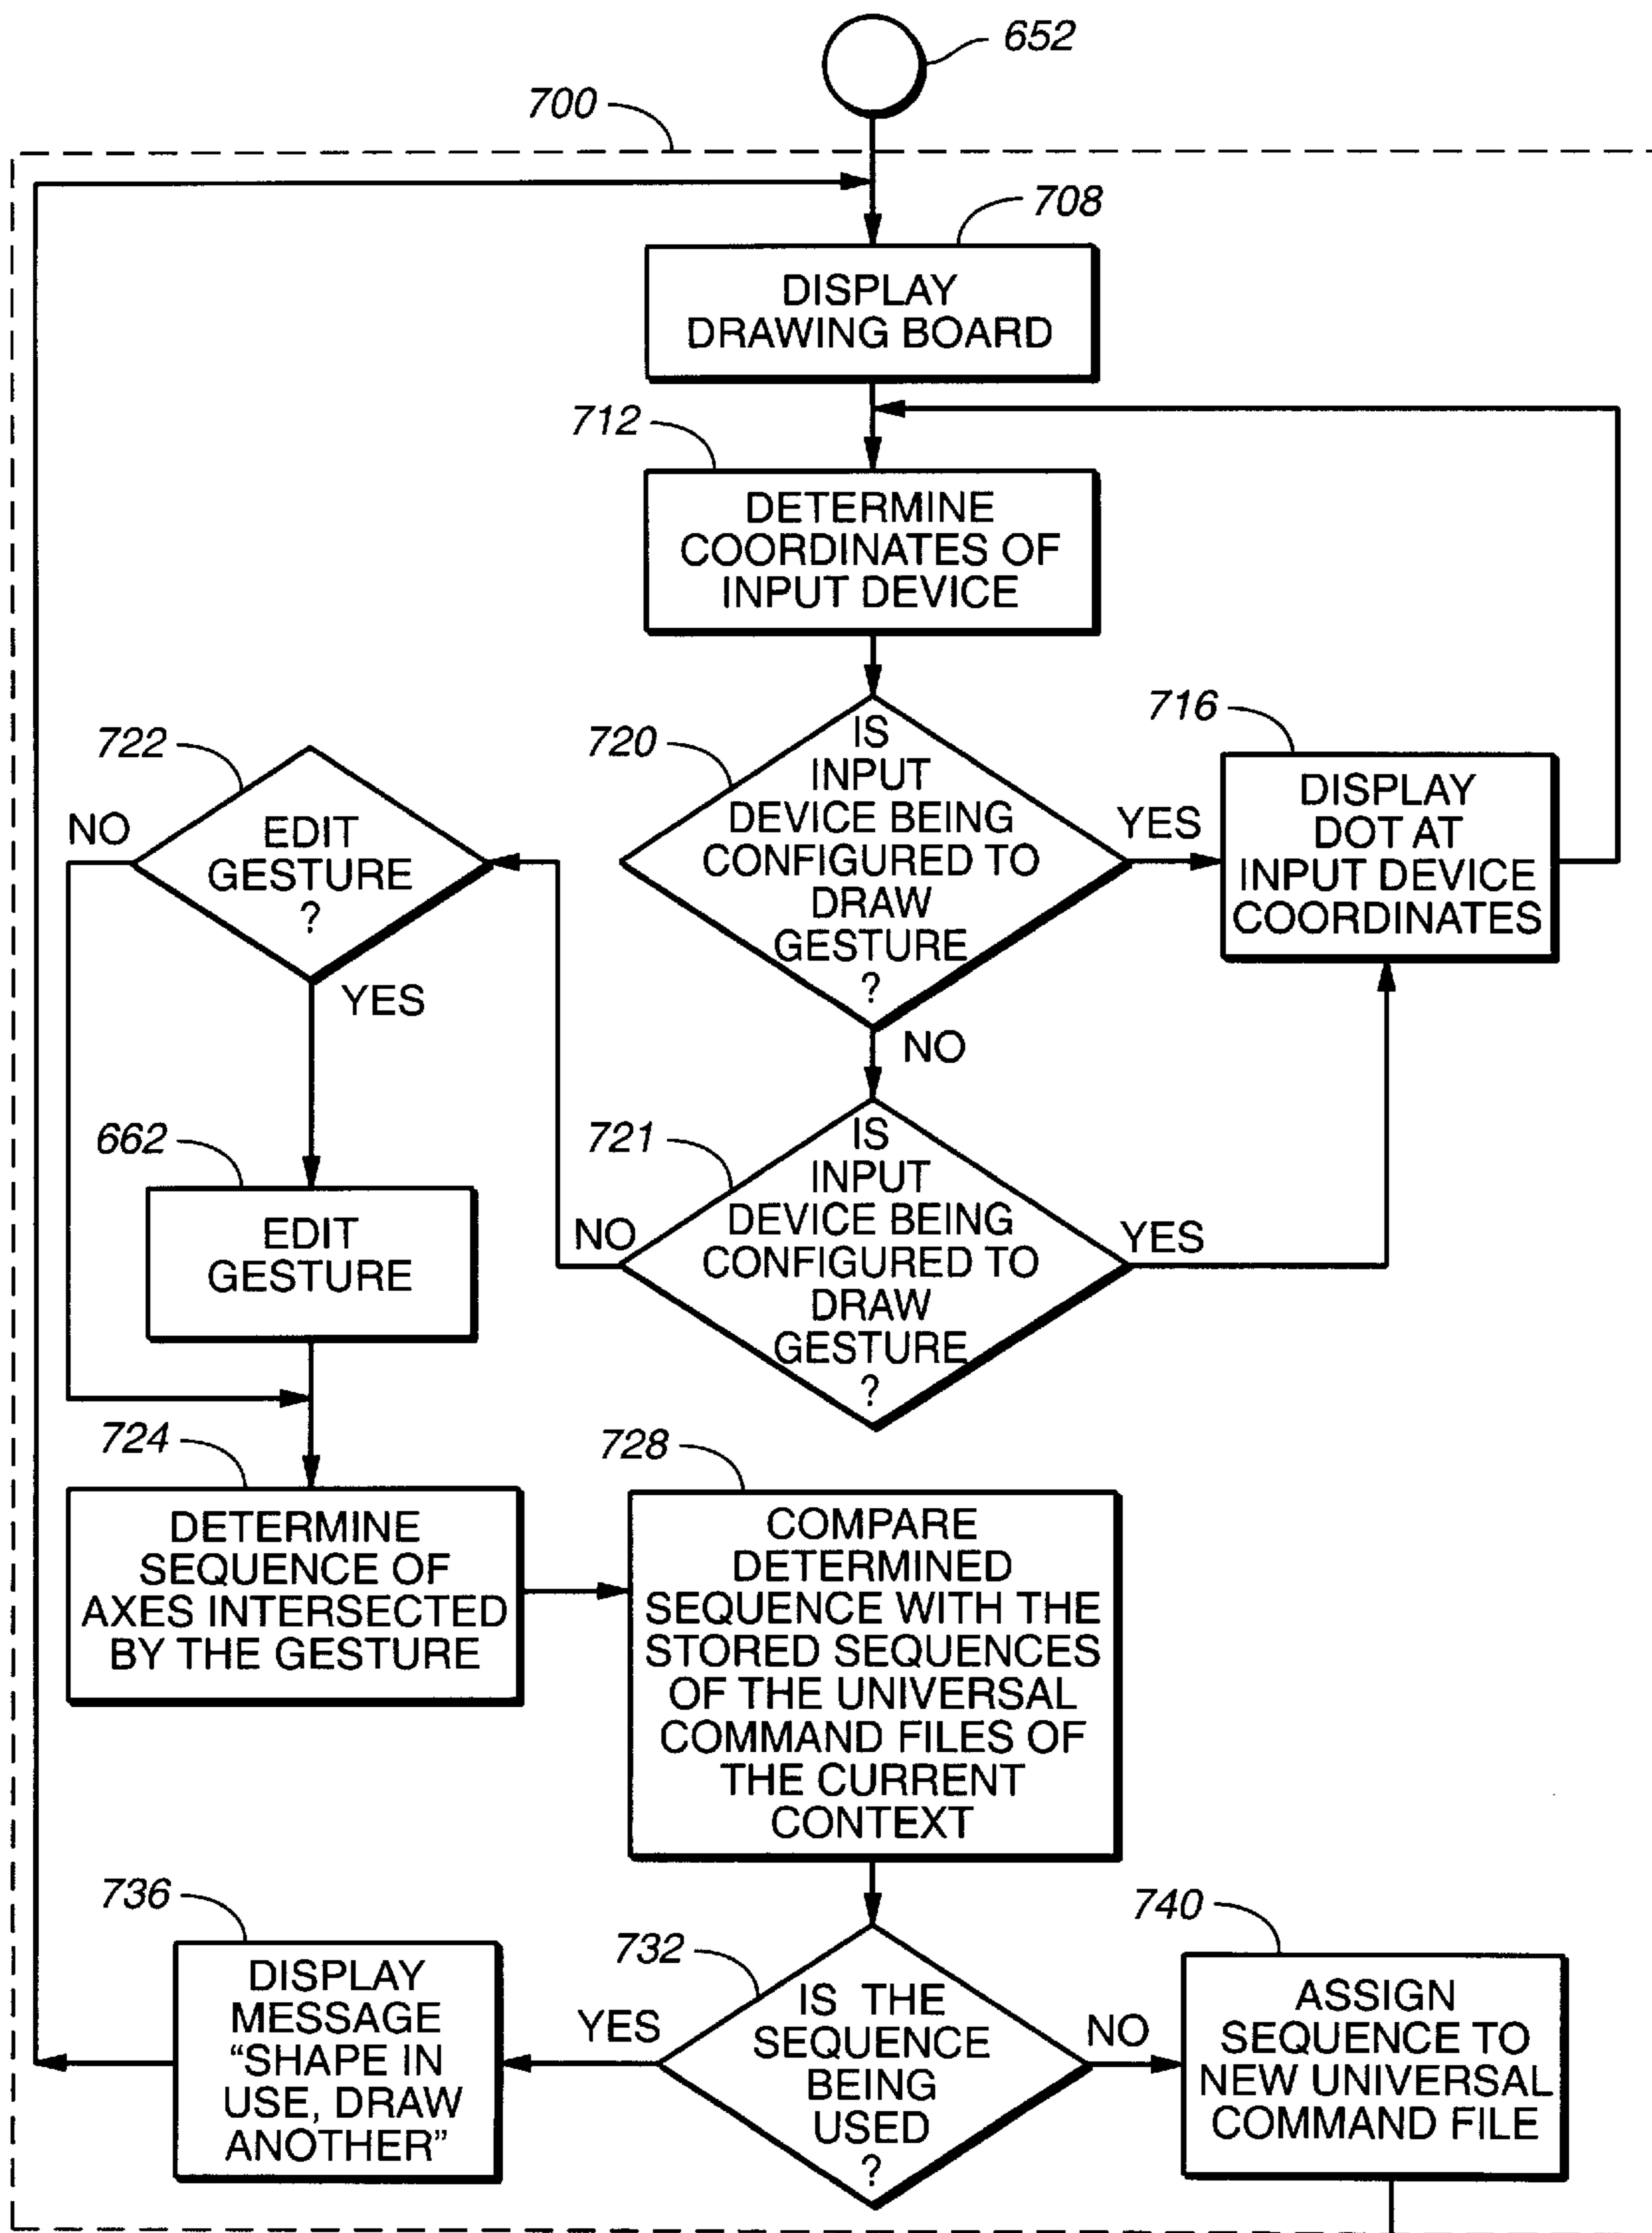 652
700
708
DISPLAY
DRAWING BOARD
712
DETERMINE
COORDINATES OF
INPUT DEVICE
720
IS
INPUT
DEVICE BEING
CONFIGURED TO
DRAW
GESTURE
?
YES
NO
716
DISPLAY
DOT AT
INPUT DEVICE
COORDINATES
722
NO
EDIT
GESTURE
?
YES
721
IS
INPUT
DEVICE BEING
CONFIGURED TO
DRAW
GESTURE
?
NO
YES
662
EDIT
GESTURE
724
DETERMINE
SEQUENCE OF
AXES INTERSECTED
BY THE GESTURE
728
COMPARE
DETERMINED
SEQUENCE WITH THE
STORED SEQUENCES
OF THE UNIVERSAL
COMMAND FILES OF
THE CURRENT
CONTEXT
736
DISPLAY
MESSAGE
“SHAPE IN
USE, DRAW
ANOTHER”
732
YES
IS THE
SEQUENCE
BEING
USED
?
NO
740
ASSIGN
SEQUENCE TO
NEW UNIVERSAL
COMMAND FILE